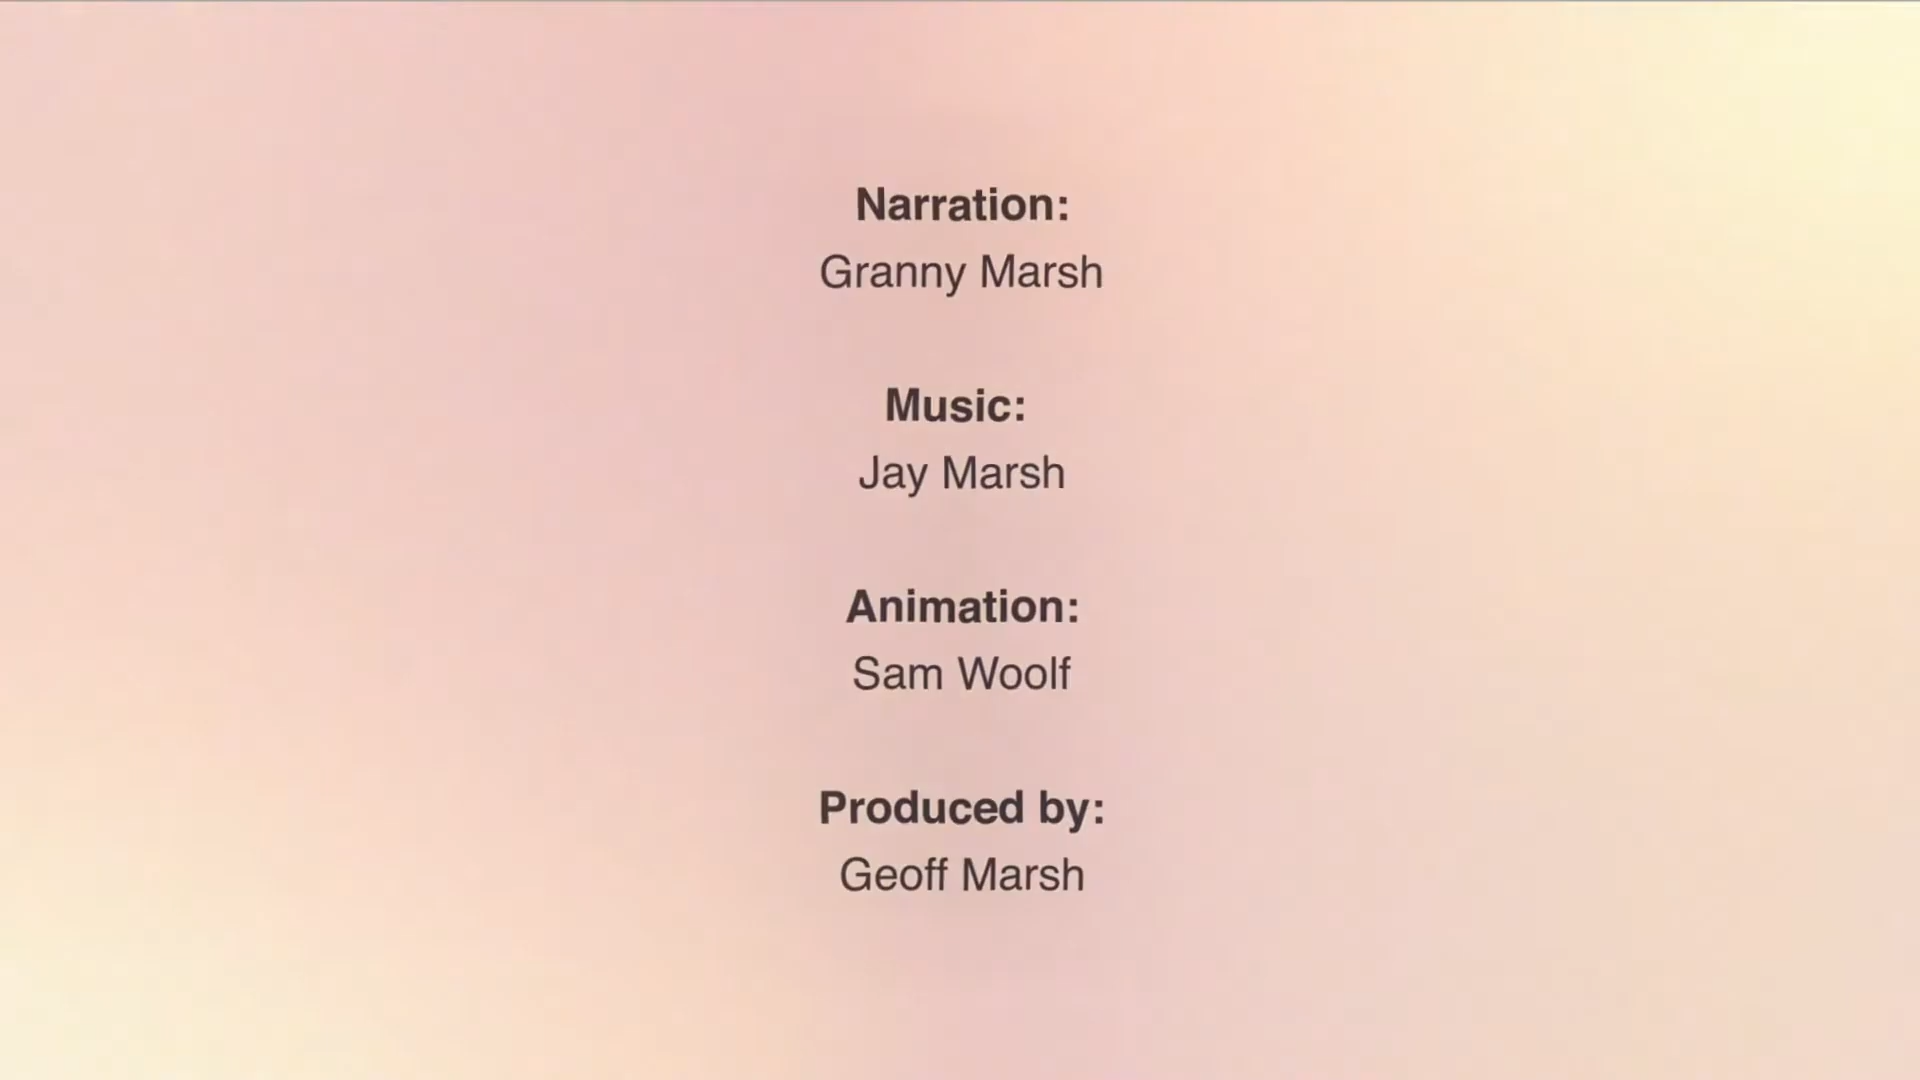 Narration:
Granny Marsh
Music:
Jay Marsh
Animation:
Sam Woolf
Produced by:
Geoff Marsh